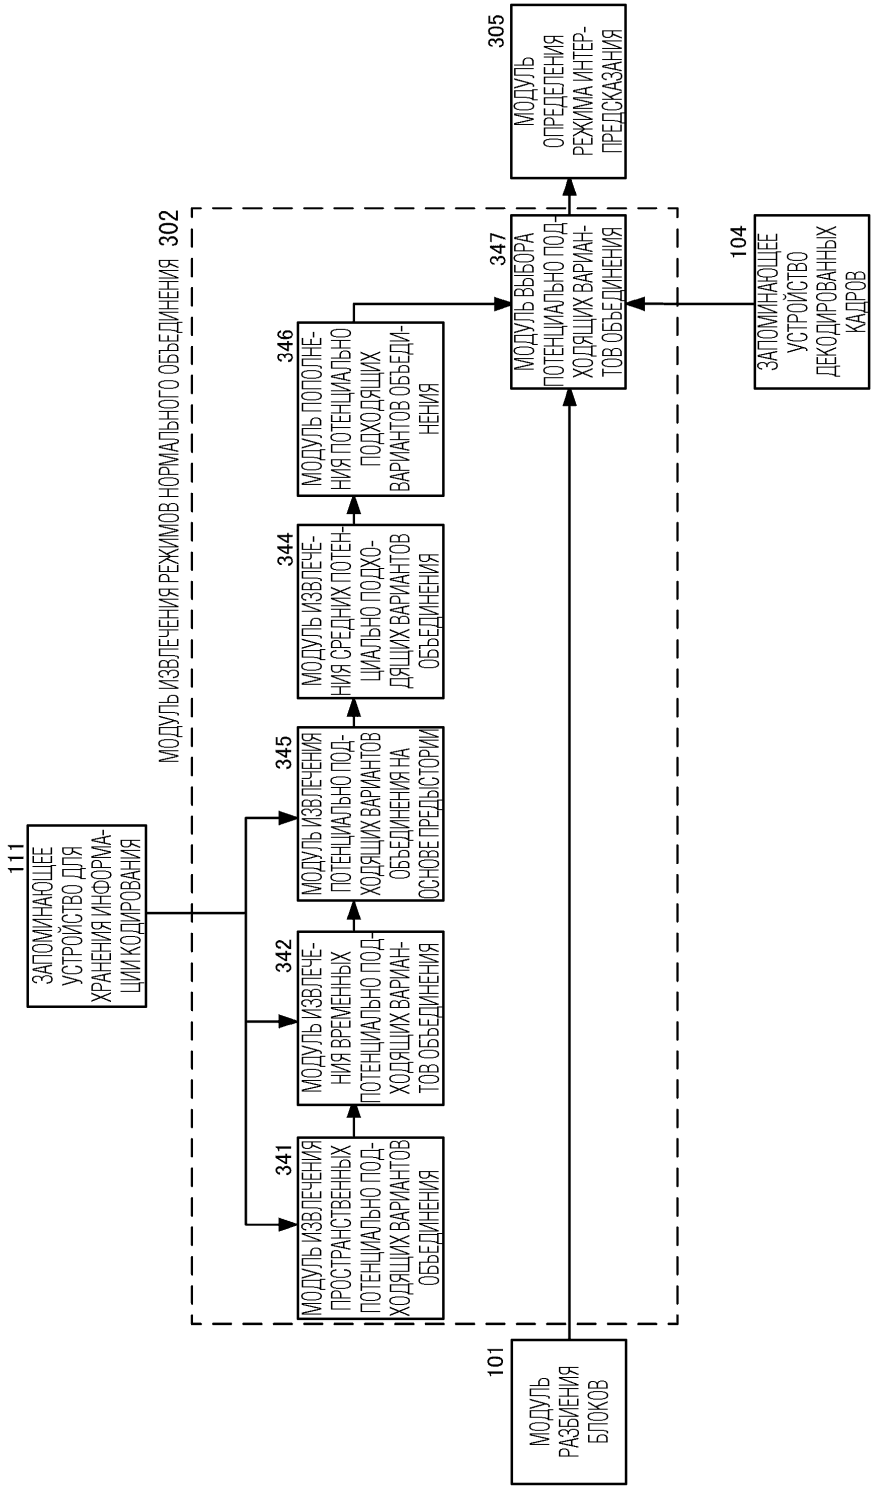 111
ЗАПОМИНАЮЩЕЕ
УСТРОЙСТВО ДЛЯ
ХРАНЕНИЯ ИНФОРМА-
ЦИИ КОДИРОВАНИЯ
МОДУЛЬ ИЗВЛЕЧЕНИЯ РЕЖИМОВ НОРМАЛЬНОГО ОБЪЕДИНЕНИЯ 302
341
МОДУЛЬ ИЗВЛЕЧЕНИЯ
ПРОСТРАНСТВЕННЫХ
ПОТЕНЦИАЛЬНО ПОД-
ХОДЯЩИХ ВАРИАНТОВ
ОБЪЕДИНЕНИЯ
342
МОДУЛЬ ИЗВЛЕЧЕ-
НИЯ ВРЕМЕННЫХ
ПОТЕНЦИАЛЬНО ПОД-
ХОДЯЩИХ ВАРИАН-
ТОВ ОБЪЕДИНЕНИЯ
345
МОДУЛЬ ИЗВЛЕЧЕНИЯ
ПОТЕНЦИАЛЬНО ПОД-
ХОДЯЩИХ ВАРИАНТОВ
ОБЪЕДИНЕНИЯ НА
ОСНОВЕ ПРЕДЫСТОРИИ
344
МОДУЛЬ ИЗВЛЕЧЕ-
НИЯ СРЕДНИХ ПОТЕН-
ЦИАЛЬНО ПОДХО-
ДЯЩИХ ВАРИАНТОВ
ОБЪЕДИНЕНИЯ
346
МОДУЛЬ ПОПОЛНЕ-
НИЯ ПОТЕНЦИАЛЬНО
ПОДХОДЯЩИХ
ВАРИАНТОВ ОБЪЕДИ-
НЕНИЯ
101
МОДУЛЬ
РАЗБИЕНИЯ
БЛОКОВ
347
МОДУЛЬ ВЫБОРА
ПОТЕНЦИАЛЬНО ПОД-
ХОДЯЩИХ ВАРИАН-
ТОВ ОБЪЕДИНЕНИЯ
305
МОДУЛЬ
ОПРЕДЕЛЕНИЯ
РЕЖИМА ИНТЕР-
ПРЕДСКАЗАНИЯ
104
ЗАПОМИНАЮЩЕЕ
УСТРОЙСТВО
ДЕКОДИРОВАННЫХ
КАДРОВ